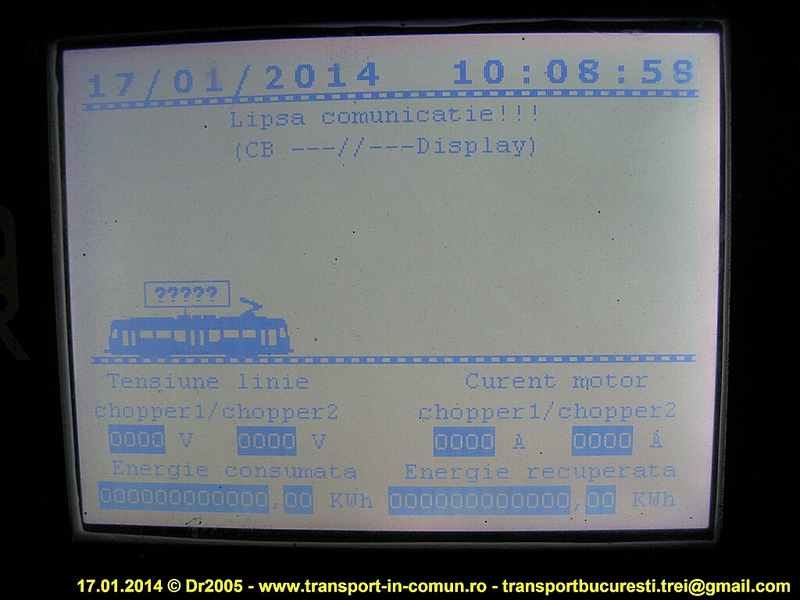 17/01/2014 10:08:58
Lipsa comunicatie!!!
(CB ---//---Display)
?????
Tensiune linie Curent motor
chopper1/chopper2 chopper1/chopper2
0000 V 0000 V 0000 A 0000 A
Energie consumata Energie recuperata
000000000000,00 KWh 000000000000,00 KWh
17.01.2014 © Dr2005 - www.transport-in-comun.ro - transportbucuresti.trei@gmail.com